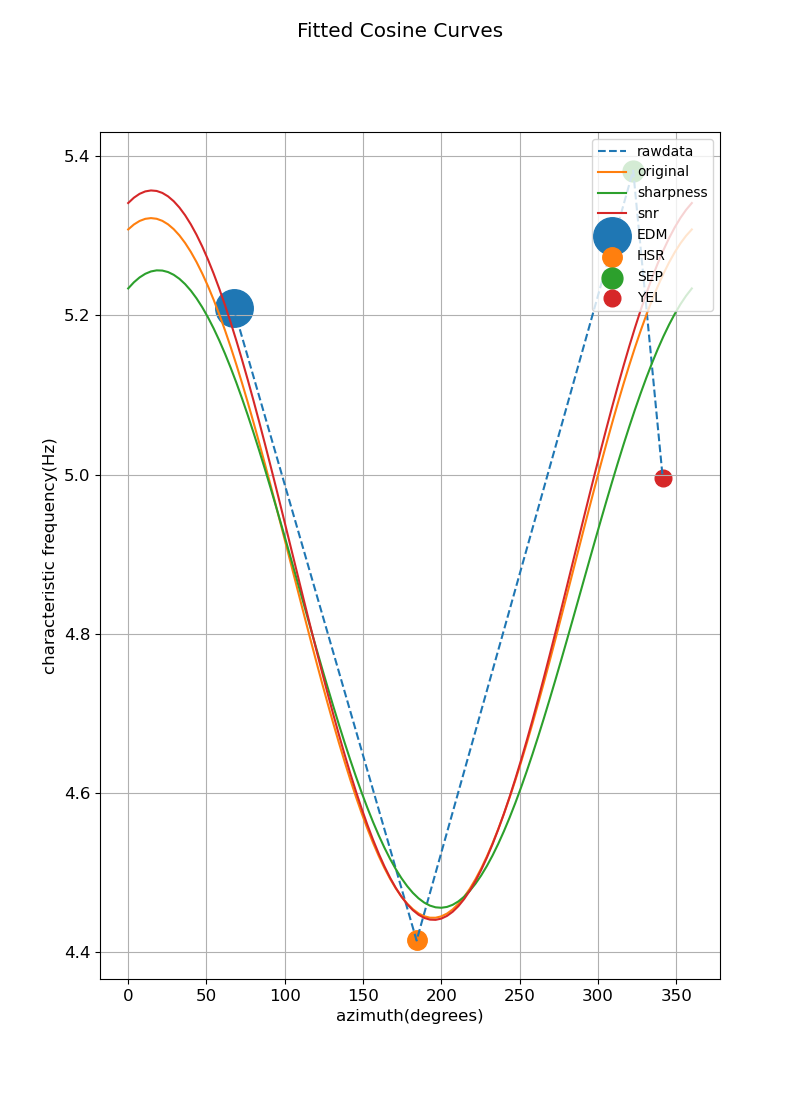 Fitted Cosine Curves
5.4
5.2
5.0
4.8
4.6
4.4
characteristic frequency(Hz)
rawdata
original
sharpness
snr
EDM
HSR
SEP
YEL
0 50 100 150 200 250 300 350
azimuth(degrees)